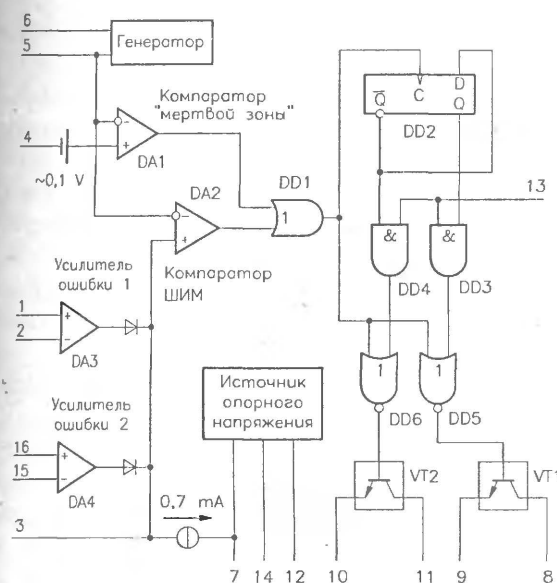 6
5
Генератор
4
~0,1 V
Компаратор
"мертвой зоны"
DA1
DA2
DD1
1
Компаратор
ШИМ
D
C
Q
Q
DD2
13
&
&
DD4
DD3
1
1
DD6
DD5
Усилитель
ошибки 1
1
2
+
−
DA3
Усилитель
ошибки 2
16
15
+
−
DA4
Источник
опорного
напряжения
3
0,7 mA
VT2
VT1
7
14
12
10
11
9
8